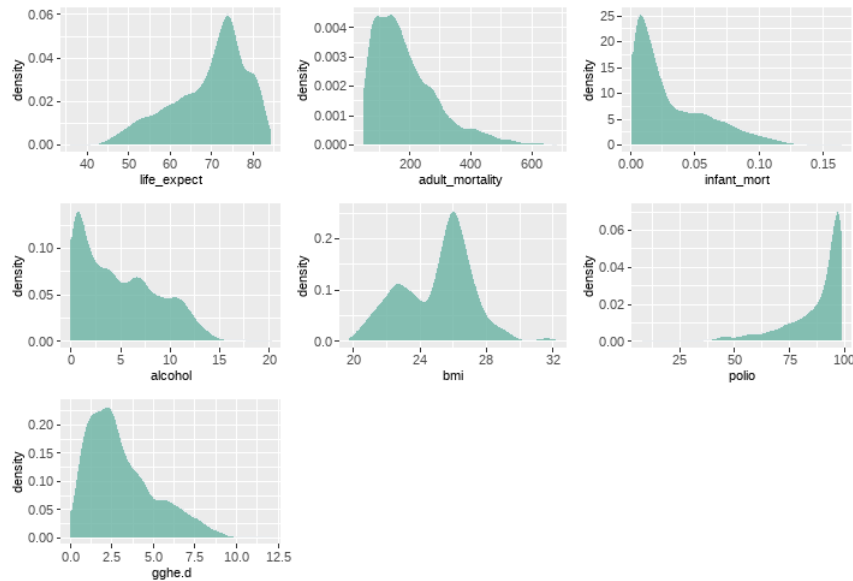 density
0.06
0.04
0.02
0.00
40 50 60 70 80
life_expect
density
0.004
0.003
0.002
0.001
0.000
200 400 600
adult_mortality
density
25
20
15
10
5
0
0.00 0.05 0.10 0.15
infant_mort
density
0.10
0.05
0.00
0 5 10 15 20
alcohol
density
0.2
0.1
0.0
20 24 28 32
bmi
density
0.06
0.04
0.02
0.00
25 50 75 100
polio
density
0.20
0.15
0.10
0.05
0.00
0.0 2.5 5.0 7.5 10.0 12.5
gghe.d